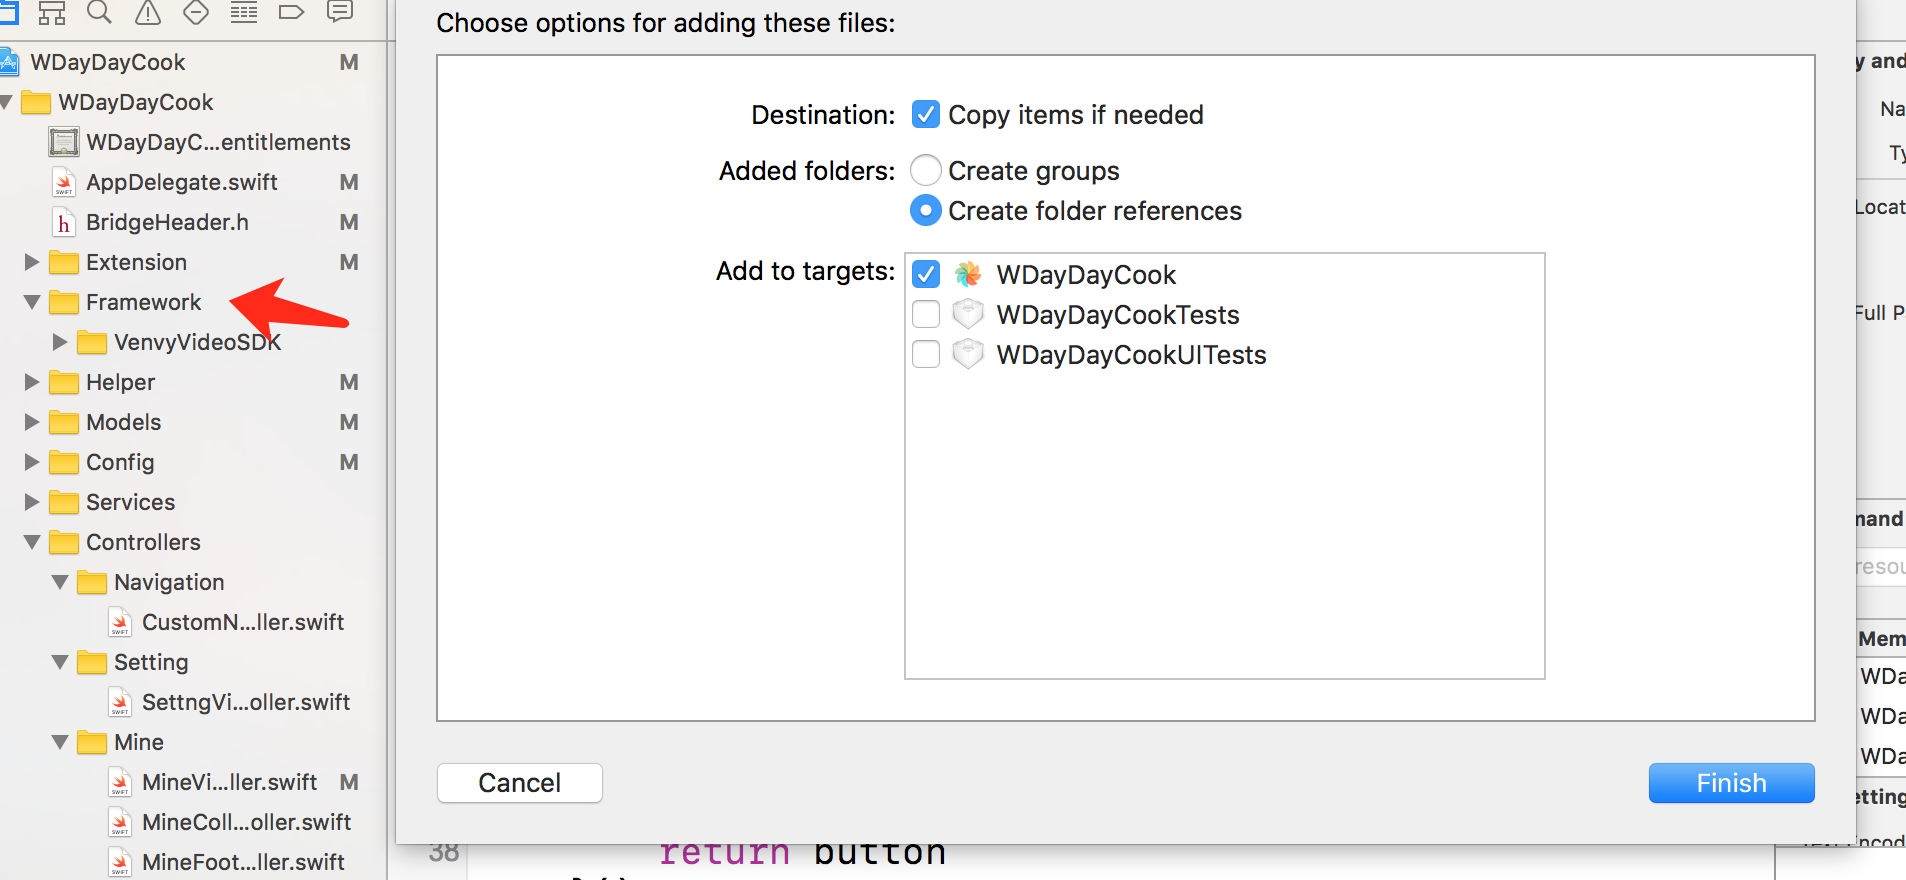 Choose options for adding these files:
WDayDayCook M
WDayDayCook
WDayDayC...entitlements
AppDelegate.swift M
BridgeHeader.h M
Extension M
Framework
VenvyVideoSDK
Helper M
Models M
Config M
Services
Controllers
Navigation
CustomN...ller.swift
Setting
SettngVi...oller.swift
Mine
MineVi...ller.swift M
MineColl...oller.swift
MineFoot...ller.swift
Destination: Copy items if needed
Added folders: Create groups
Create folder references
Add to targets: WDayDayCook
WDayDayCookTests
WDayDayCookUITests
Cancel
Finish
38 return button
y and
Na
Ty
Locat
Full P
mand
resou
Mem
WDa
WDa
WDa
etting